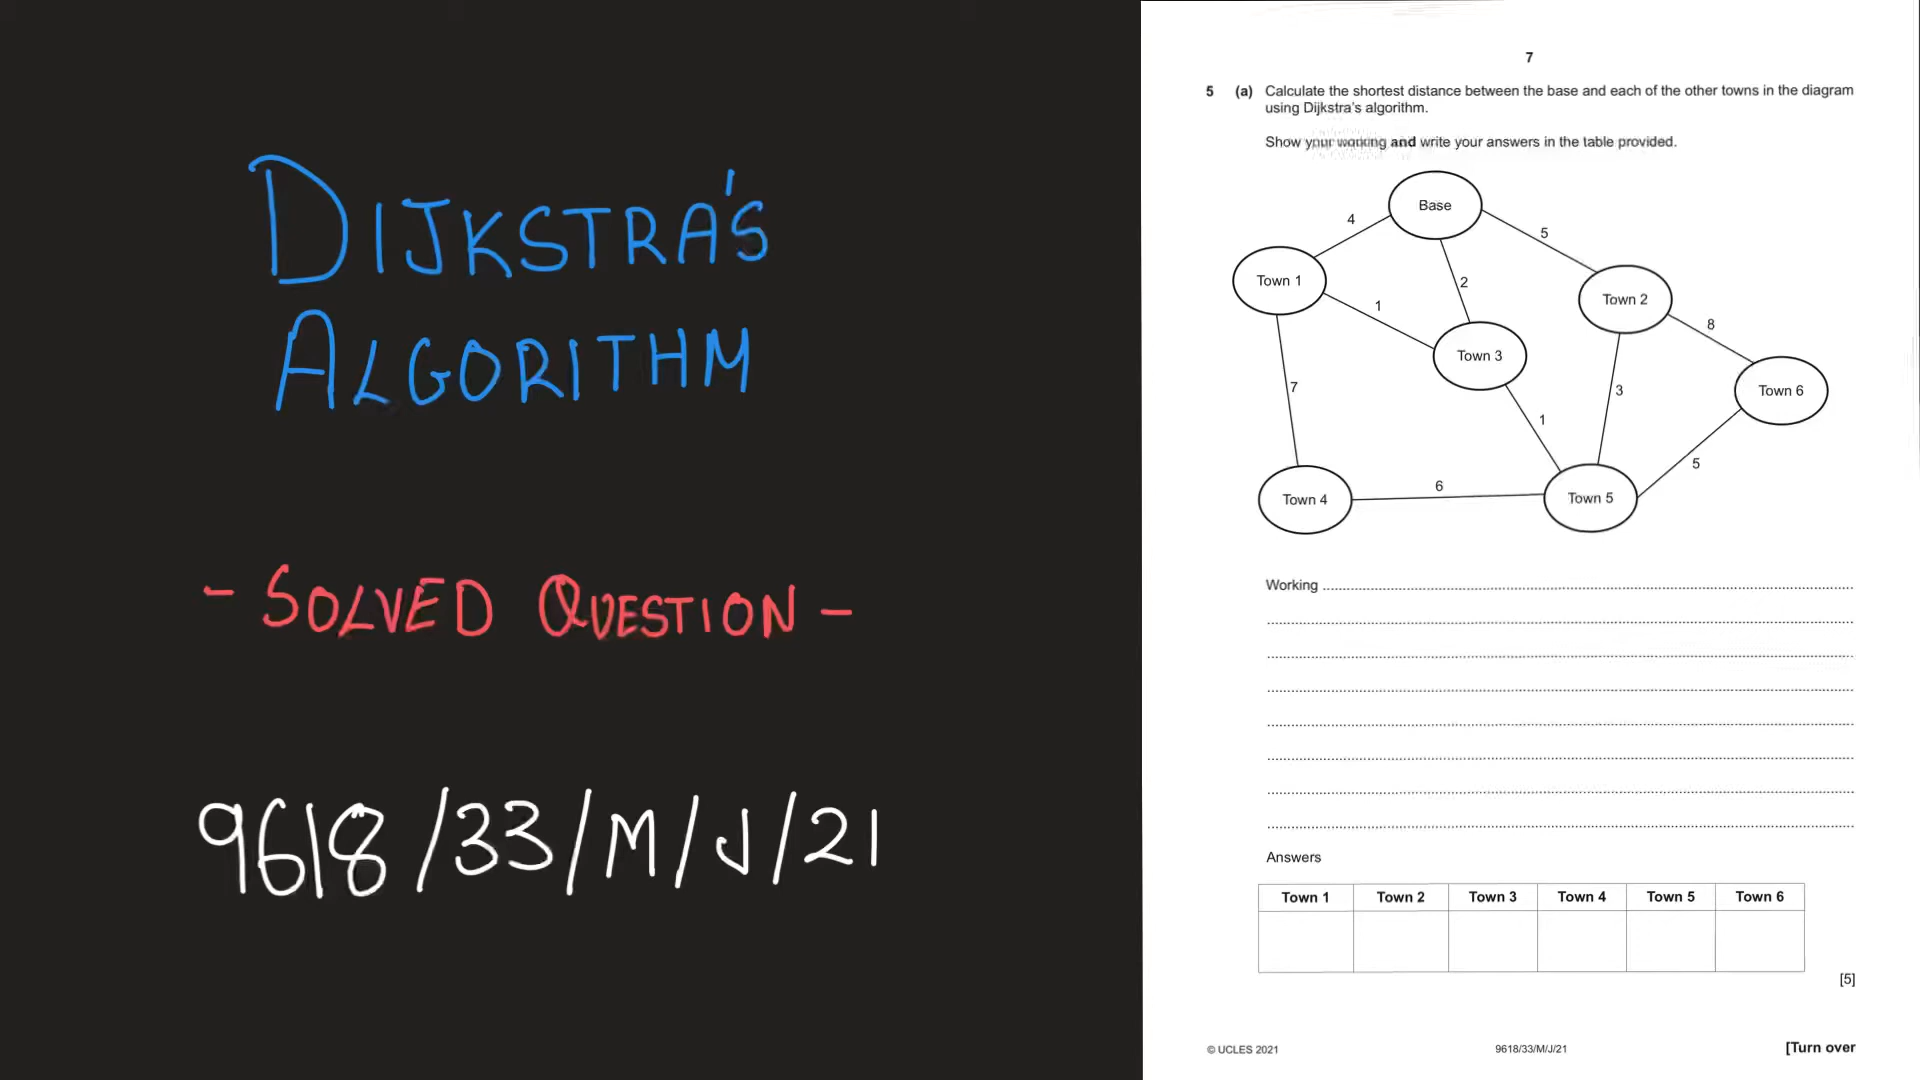 DIJKSTRA'S
ALGORITHM
- SOLVED QUESTION -
9618/33/M/J/21
7
5 (a) Calculate the shortest distance between the base and each of the other towns in the diagram
using Dijkstra's algorithm.
Show your working and write your answers in the table provided.
Base
4
5
Town 1
2
Town 2
1
8
Town 3
7
3
Town 6
1
5
6
Town 4
Town 5
Working
Answers
Town 1 Town 2 Town 3 Town 4 Town 5 Town 6
[5]
© UCLES 2021 9618/33/M/J/21 [Turn over